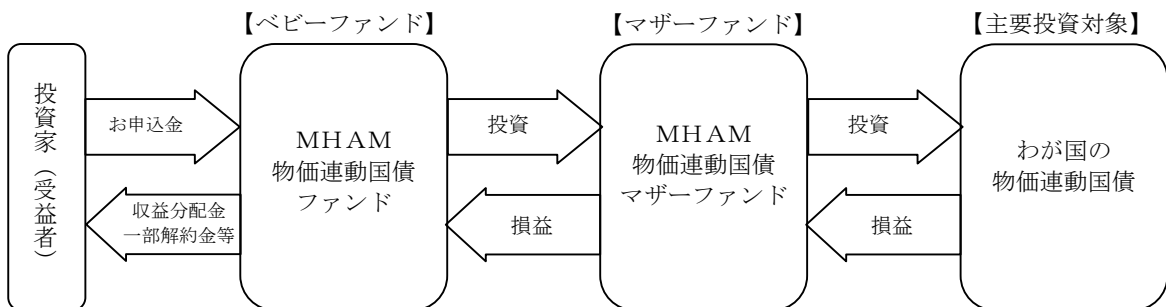 【ベビーファンド】
【マザーファンド】
【主要投資対象】
投資家（受益者）
お申込金
収益分配金
一部解約金等
ＭＨＡＭ
物価連動国債
ファンド
投資
損益
ＭＨＡＭ
物価連動国債
マザーファンド
投資
損益
わが国の
物価連動国債